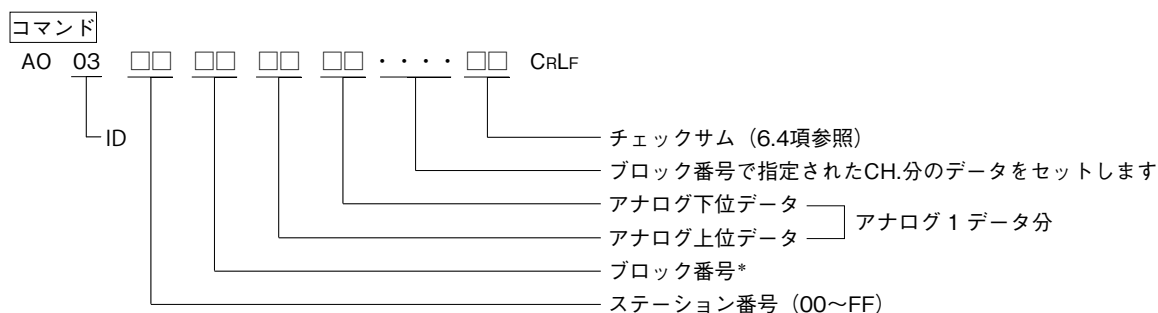 コマンド
AO 03 □□ □□ □□ □□ ・・・・ □□ CRLF
ID
チェックサム（6.4項参照）
ブロック番号で指定されたCH.分のデータをセットします
アナログ下位データ
アナログ上位データ
アナログ 1 データ分
ブロック番号*
ステーション番号（00～FF）